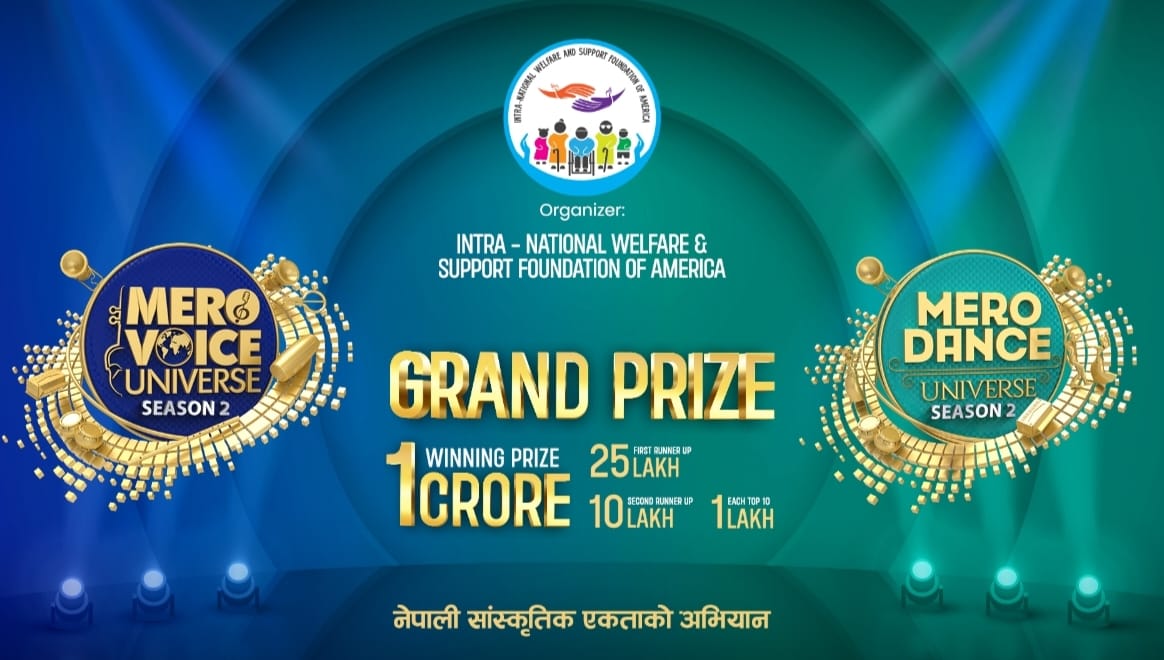 INTRA-NATIONAL WELFARE AND SUPPORT FOUNDATION OF AMERICA
Organizer:
INTRA - NATIONAL WELFARE &
SUPPORT FOUNDATION OF AMERICA
MERO
VOICE
UNIVERSE
SEASON 2
MERO
DANCE
UNIVERSE
SEASON 2
GRAND PRIZE
WINNING PRIZE
1 CRORE
FIRST RUNNER UP
25 LAKH
SECOND RUNNER UP
10 LAKH
EACH TOP 10
1 LAKH
नेपाली सांस्कृतिक एकताको अभियान